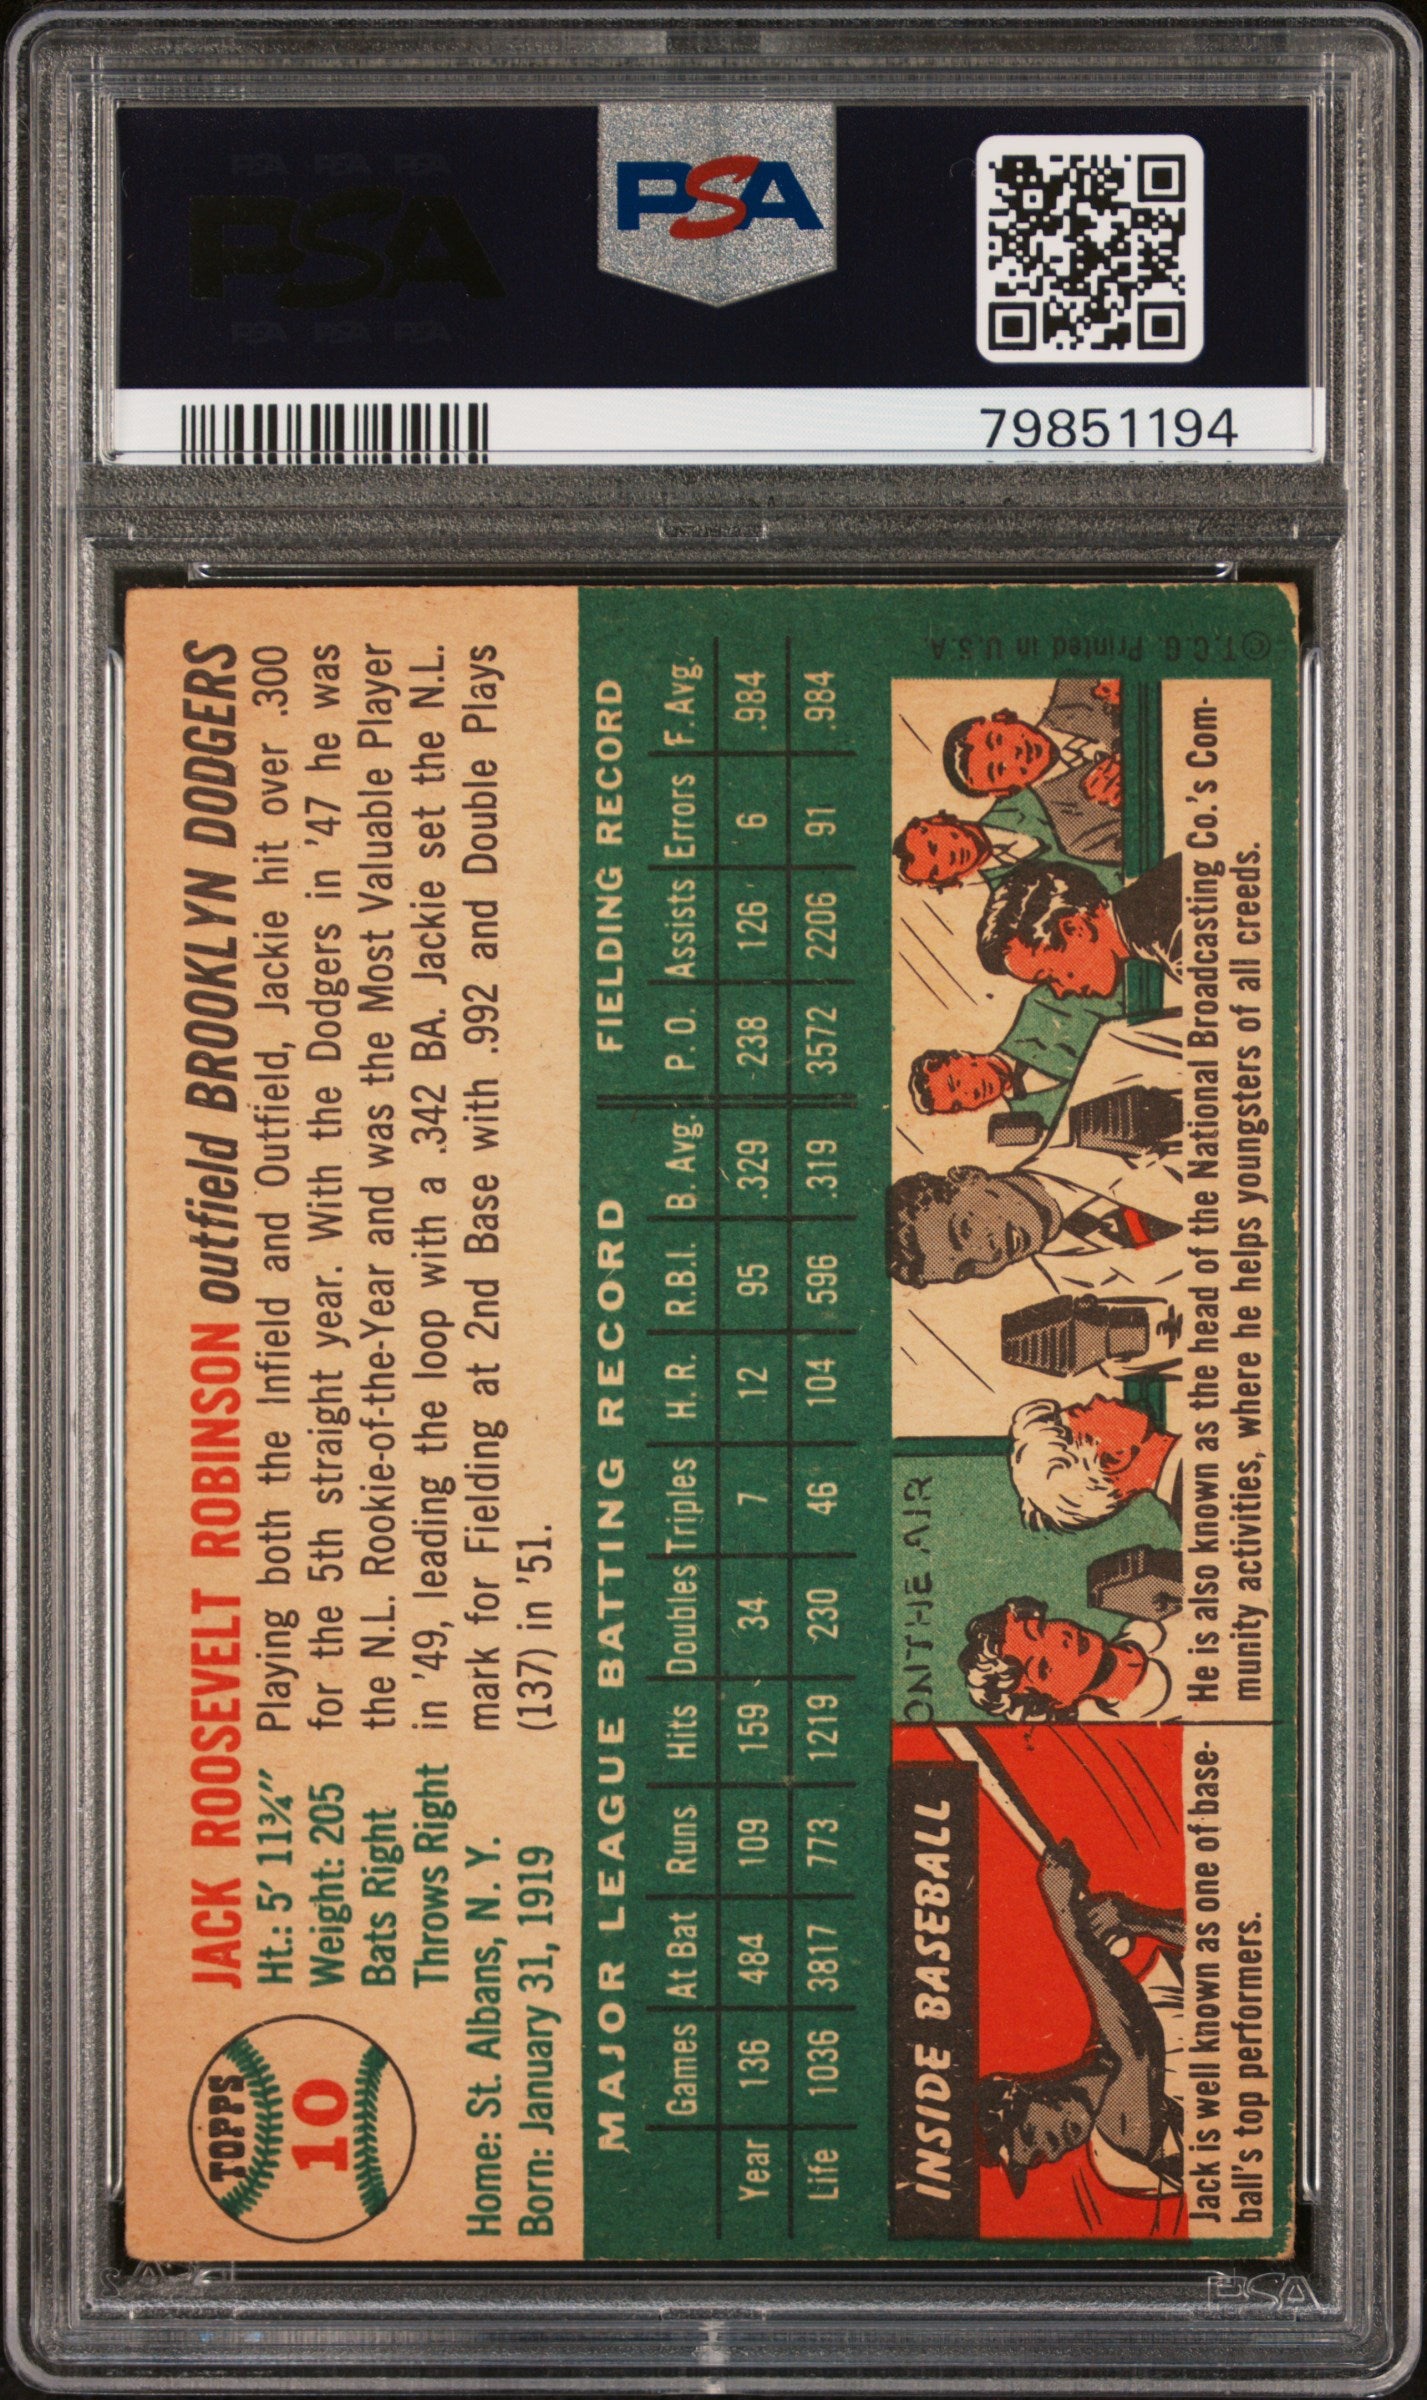 PSA
PSA PSA PSA
PSA
PSA PSA PSA
79851194
TOPPS
10
JACK ROOSEVELT ROBINSON outfield BROOKLYN DODGERS
Ht.: 5' 11¾"
Weight: 205
Bats Right
Throws Right
Home: St. Albans, N. Y.
Born: January 31, 1919
Playing both the Infield and Outfield, Jackie hit over .300
for the 5th straight year. With the Dodgers in '47 he was
the N.L. Rookie-of-the-Year and was the Most Valuable Player
in '49, leading the loop with a .342 BA. Jackie set the N.L.
mark for Fielding at 2nd Base with .992 and Double Plays
(137) in '51.
MAJOR LEAGUE BATTING RECORD FIELDING RECORD
Games At Bat Runs Hits Doubles Triples H. R. R.B.I. B. Avg. P. O. Assists Errors F. Avg.
Year 136 484 109 159 34 7 12 95 .329 238 126 6 .984
Life 1036 3817 773 1219 230 46 104 596 .319 3572 2206 91 .984
INSIDE BASEBALL
ON THE AIR
Jack is well known as one of base-
ball's top performers.
He is also known as the head of the National Broadcasting Co.'s Com-
munity activities, where he helps youngsters of all creeds.
© T.C.G. Printed in U.S.A.
PSA
PSA